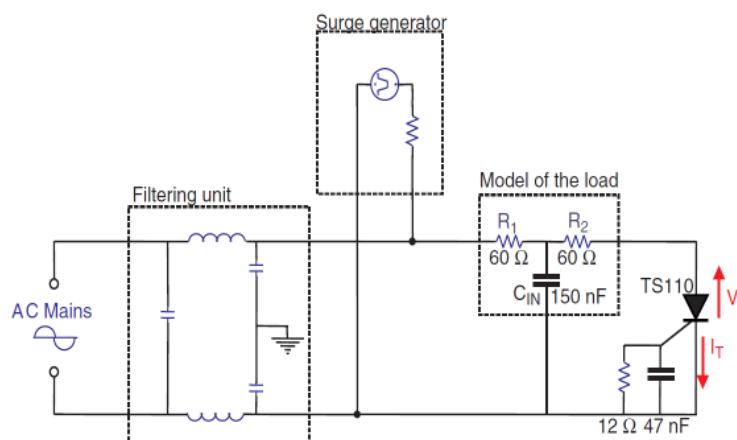 Surge generator
Filtering unit
Model of the load
R1
R2
60 Ω
60 Ω
AC Mains
CIN
150 nF
TS110
V
IT
12 Ω
47 nF